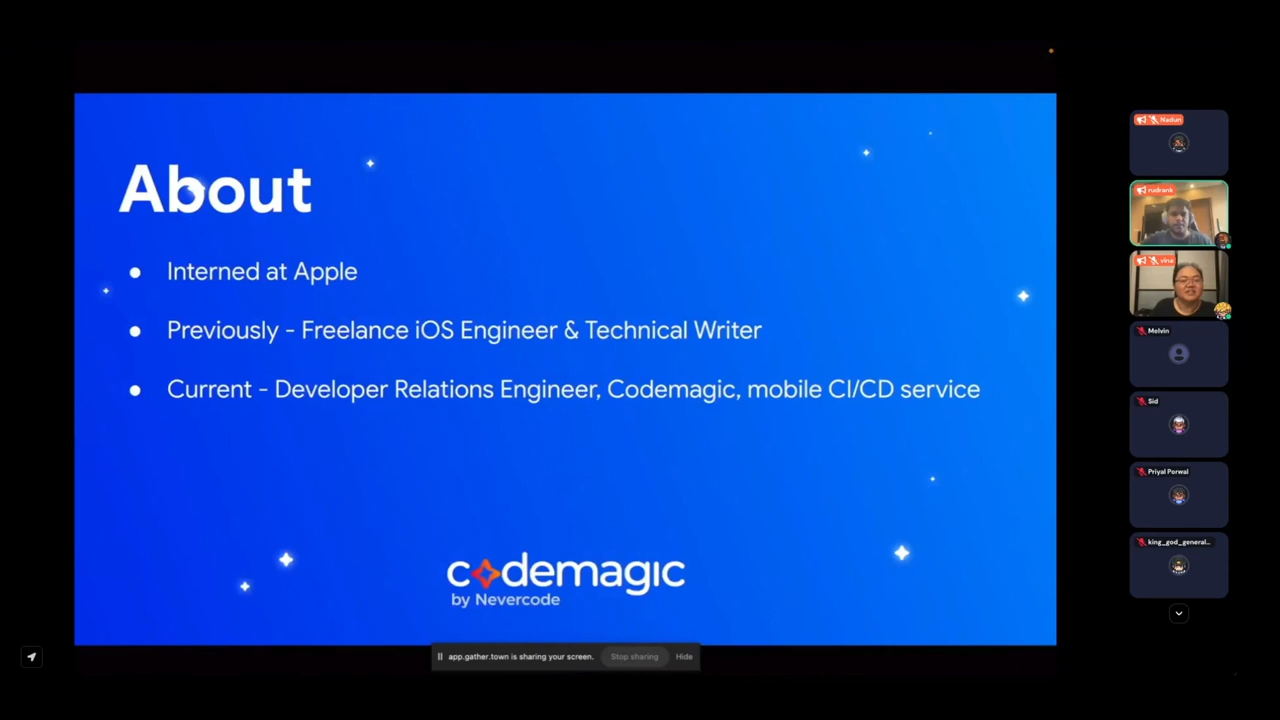 About
● Interned at Apple
● Previously - Freelance iOS Engineer & Technical Writer
● Current - Developer Relations Engineer, Codemagic, mobile CI/CD service
codemagic
by Nevercode
app.gather.town is sharing your screen. Stop sharing Hide
Nadun
rudrank
vina
Melvin
Sid
Priyal Porwal
king_god_general...